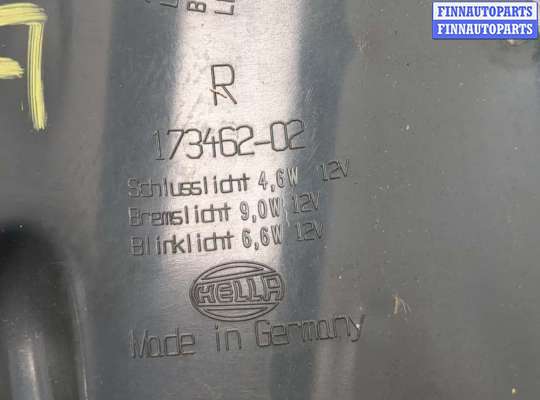 FINNAUTOPARTS
FINNAUTOPARTS
R
173462-02
Schlusslicht 4,6W 12V
Bremslicht 9,0W 12V
Blinklicht 6,6W 12V
HELLA
Made in Germany